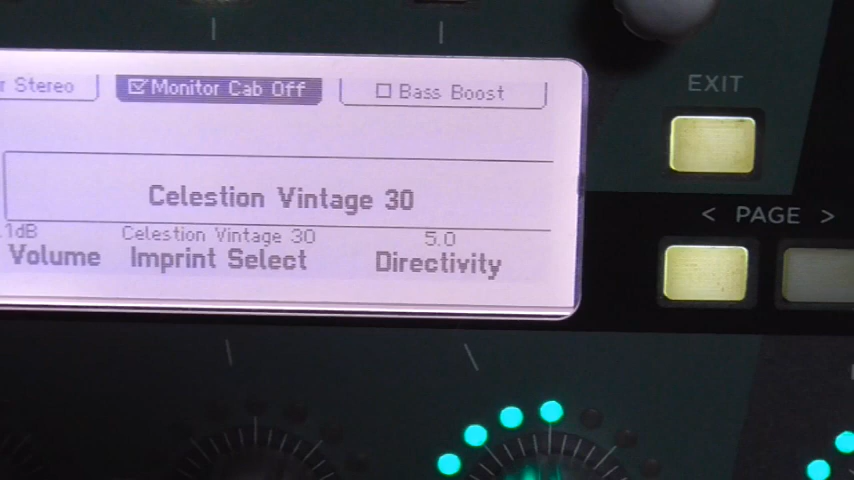 r Stereo
Monitor Cab Off
Bass Boost
EXIT
Celestion Vintage 30
< PAGE >
.1dB
Celestion Vintage 30
5.0
Volume
Imprint Select
Directivity